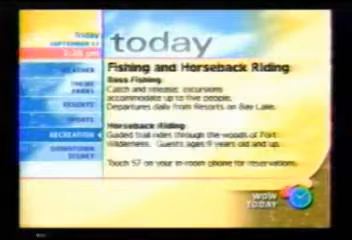 friday
SEPTEMBER 12
today
Fishing and Horseback Riding
Bass Fishing
Catch and release; excursions
accommodate up to five people.
Departures daily from Resorts on Bay Lake.
WEATHER
THEME
PARKS
RESORTS
SPORTS
RECREATION
DOWNTOWN
DISNEY
Horseback Riding
Guided trail rides through the woods of Fort
Wilderness. Guests ages 9 years old and up.
Touch 57 on your in-room phone for reservations.
WDW
TODAY